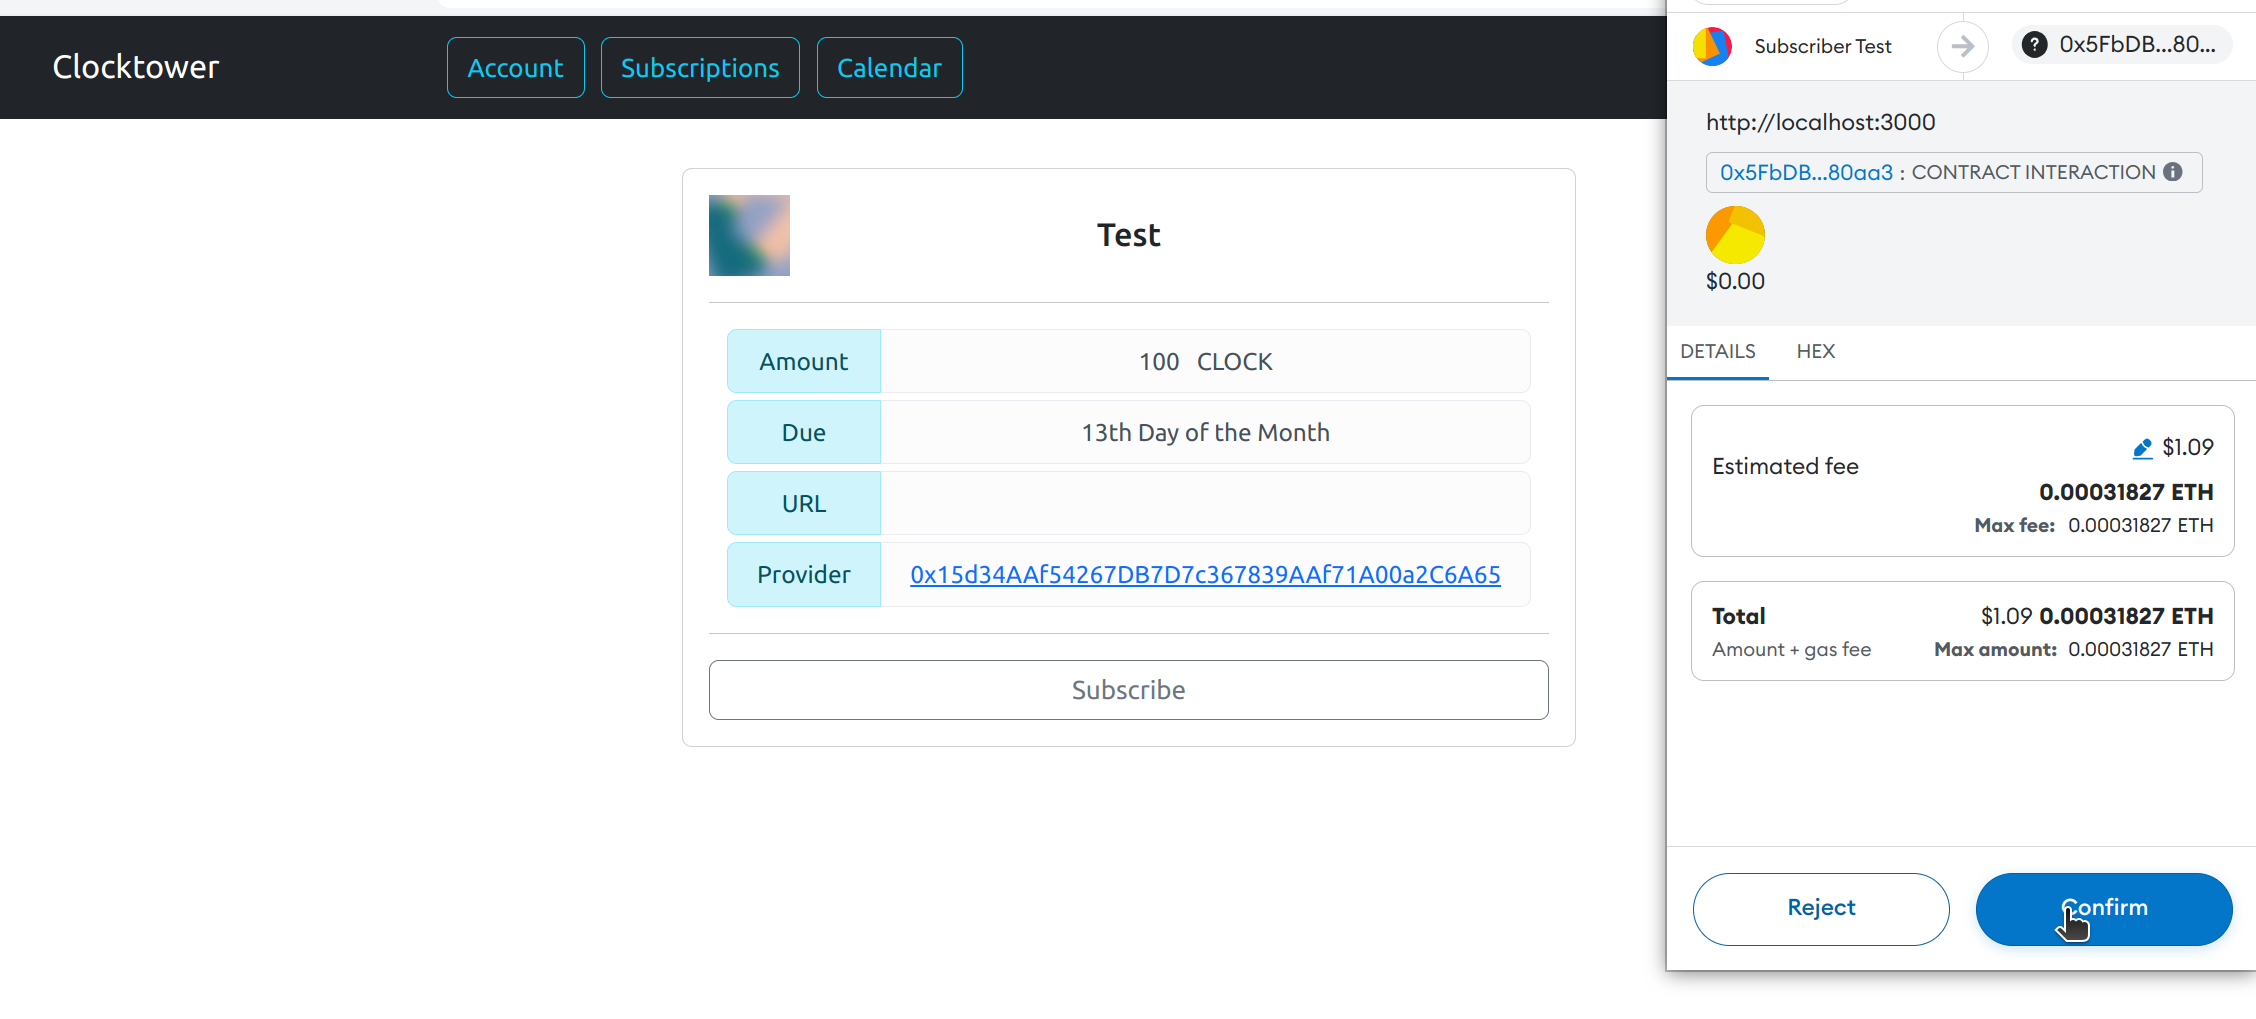 Clocktower
Account
Subscriptions
Calendar
Test
Amount
100 CLOCK
Due
13th Day of the Month
URL
Provider
0x15d34AAf54267DB7D7c367839AAf71A00a2C6A65
Subscribe
Subscriber Test
? 0x5FbDB...80...
http://localhost:3000
0x5FbDB...80aa3 : CONTRACT INTERACTION
$0.00
DETAILS
HEX
Estimated fee
$1.09
0.00031827 ETH
Max fee: 0.00031827 ETH
Total
$1.09 0.00031827 ETH
Amount + gas fee
Max amount: 0.00031827 ETH
Reject
Confirm